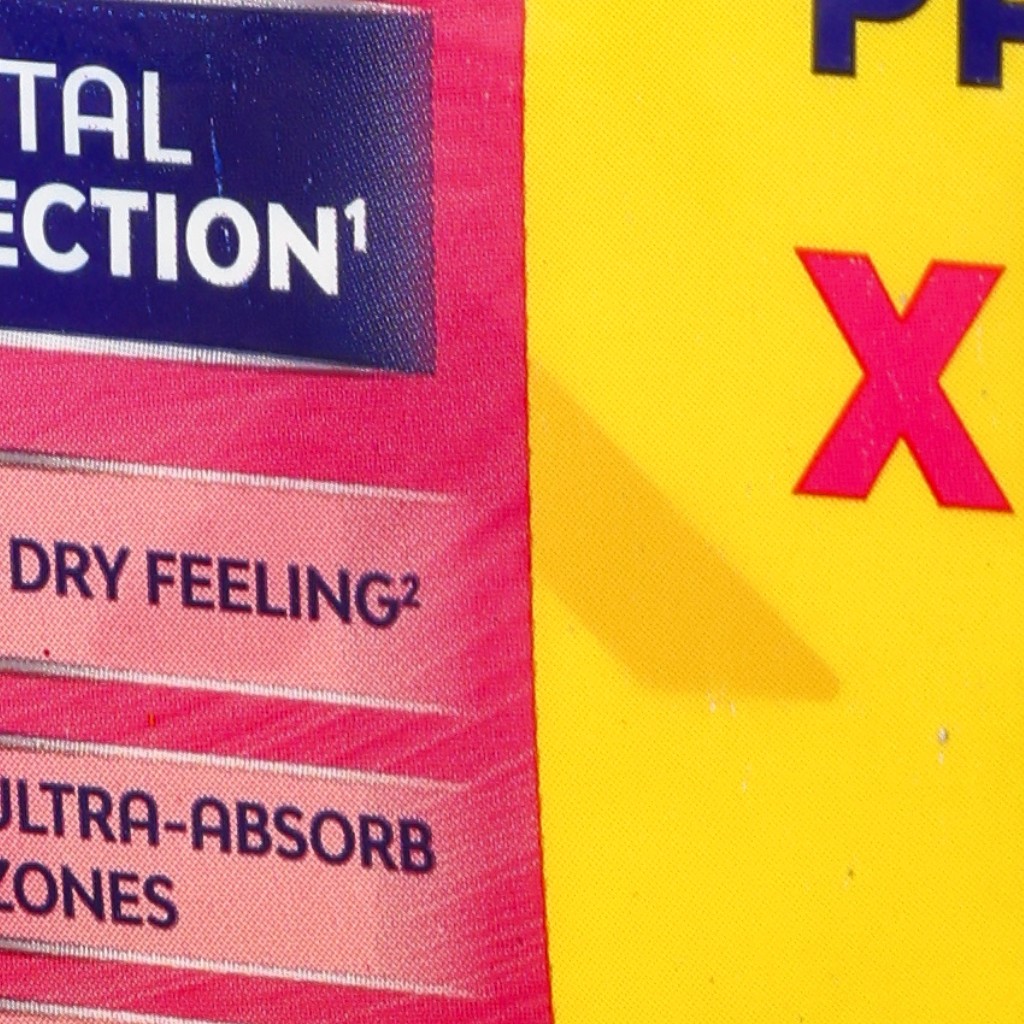 TAL
ECTION¹
DRY FEELING²
ULTRA-ABSORB
ZONES
X